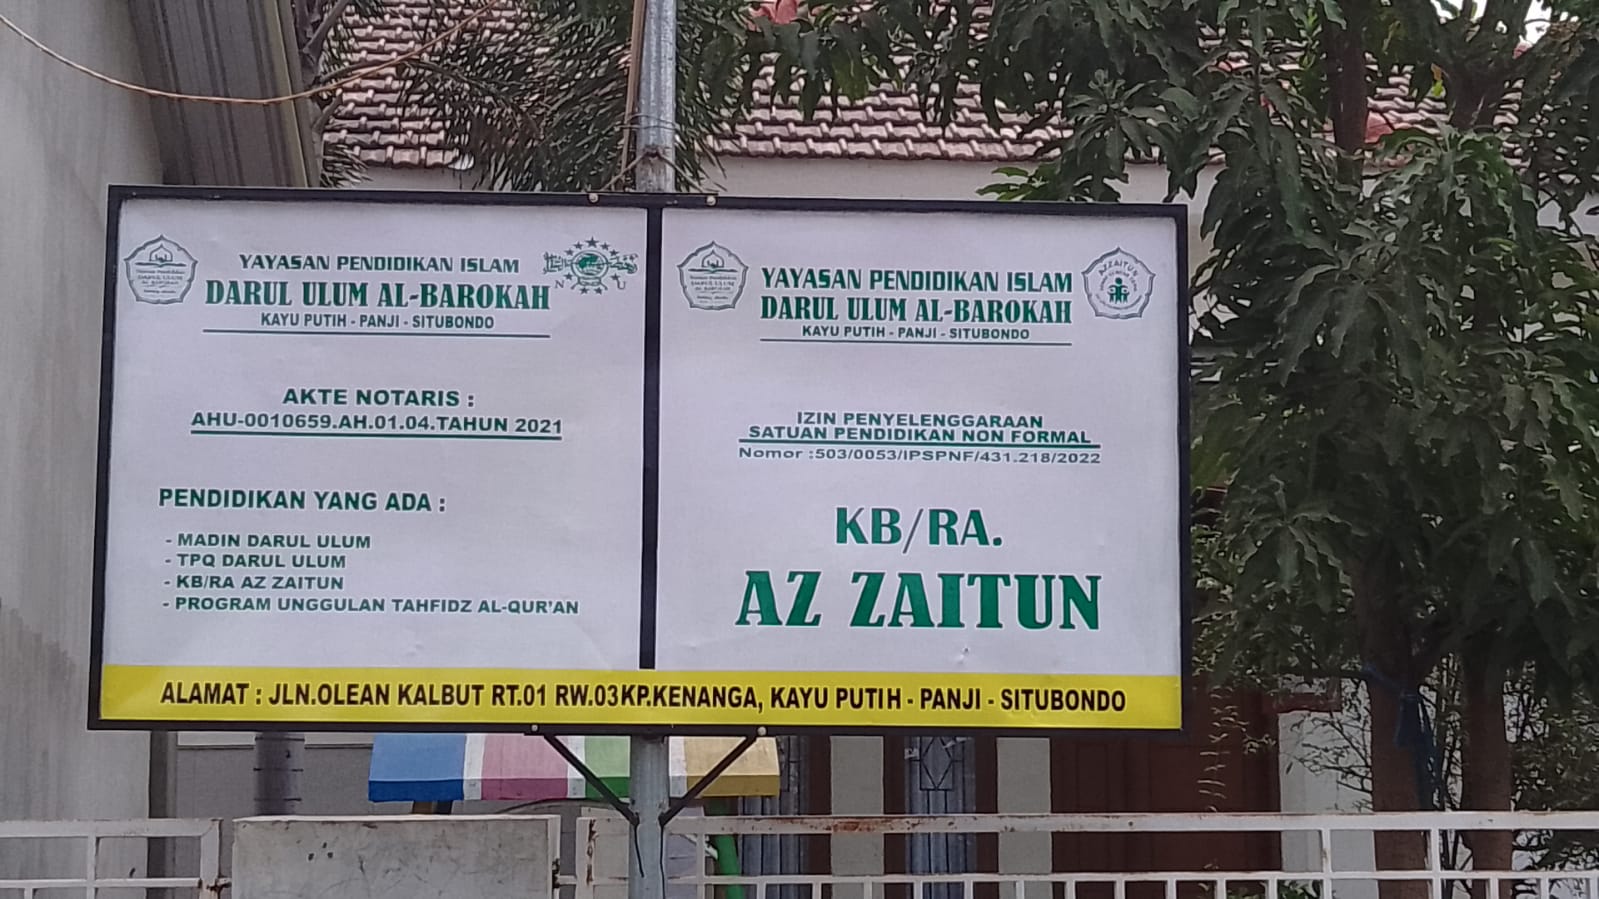 YAYASAN PENDIDIKAN ISLAM
DARUL ULUM AL-BAROKAH
KAYU PUTIH - PANJI - SITUBONDO
N U
AKTE NOTARIS :
AHU-0010659.AH.01.04.TAHUN 2021
PENDIDIKAN YANG ADA :
- MADIN DARUL ULUM
- TPQ DARUL ULUM
- KB/RA AZ ZAITUN
- PROGRAM UNGGULAN TAHFIDZ AL-QUR'AN
YAYASAN PENDIDIKAN ISLAM
DARUL ULUM AL-BAROKAH
KAYU PUTIH - PANJI - SITUBONDO
AZZAITUN
IZIN PENYELENGGARAAN
SATUAN PENDIDIKAN NON FORMAL
Nomor :503/0053/IPSPNF/431.218/2022
KB/RA.
AZ ZAITUN
ALAMAT : JLN.OLEAN KALBUT RT.01 RW.03KP.KENANGA, KAYU PUTIH - PANJI - SITUBONDO